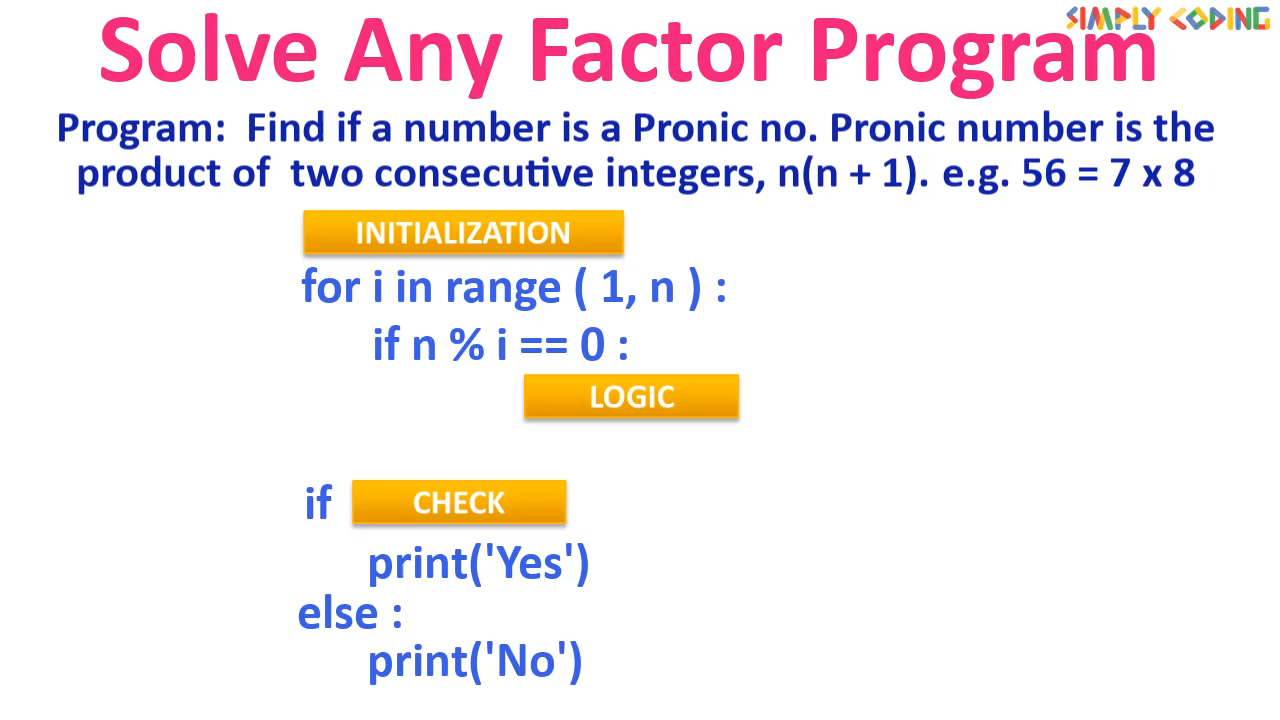 SIMPLY CODING
Solve Any Factor Program
Program: Find if a number is a Pronic no. Pronic number is the
product of two consecutive integers, n(n + 1). e.g. 56 = 7 x 8
INITIALIZATION
for i in range ( 1, n ) :
if n % i == 0 :
LOGIC
if CHECK
print('Yes')
else :
print('No')